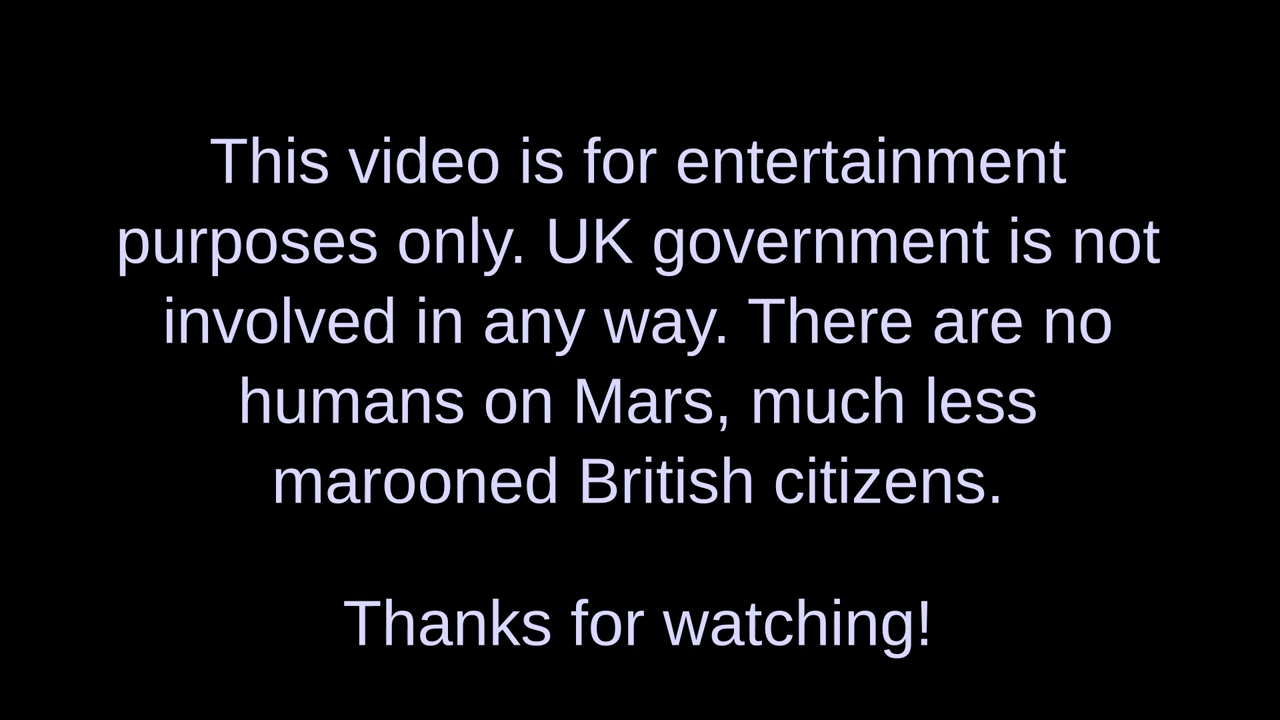 This video is for entertainment
purposes only. UK government is not
involved in any way. There are no
humans on Mars, much less
marooned British citizens.
Thanks for watching!